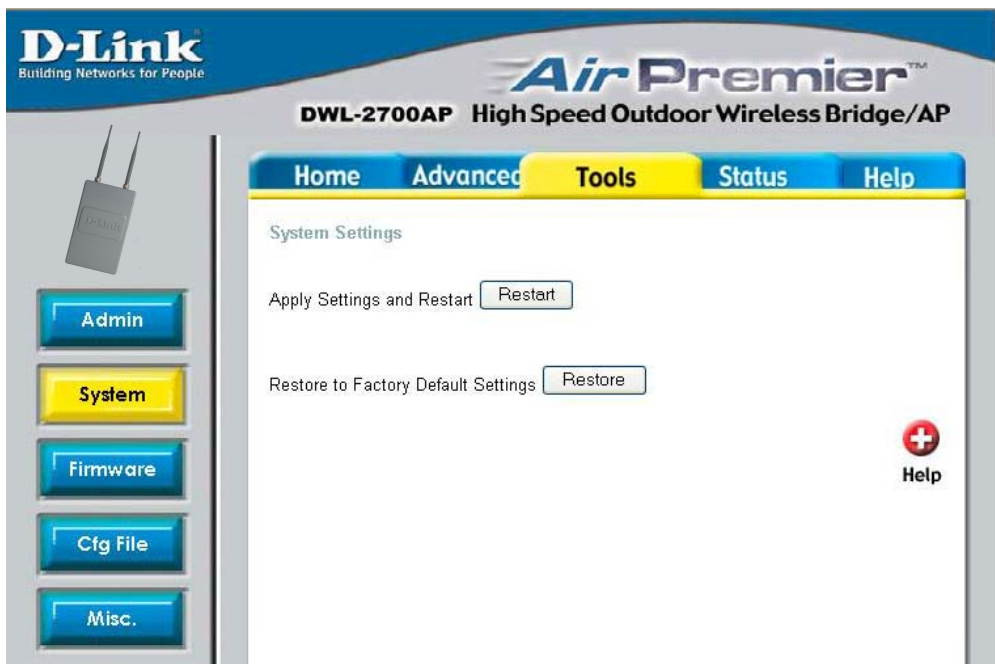 D-Link
Building Networks for People
AirPremier™
DWL-2700AP High Speed Outdoor Wireless Bridge/AP
Home Advanced Tools Status Help
D-Link
System Settings
Apply Settings and Restart Restart
Admin
Restore to Factory Default Settings Restore
System
Firmware
Help
Cfg File
Misc.